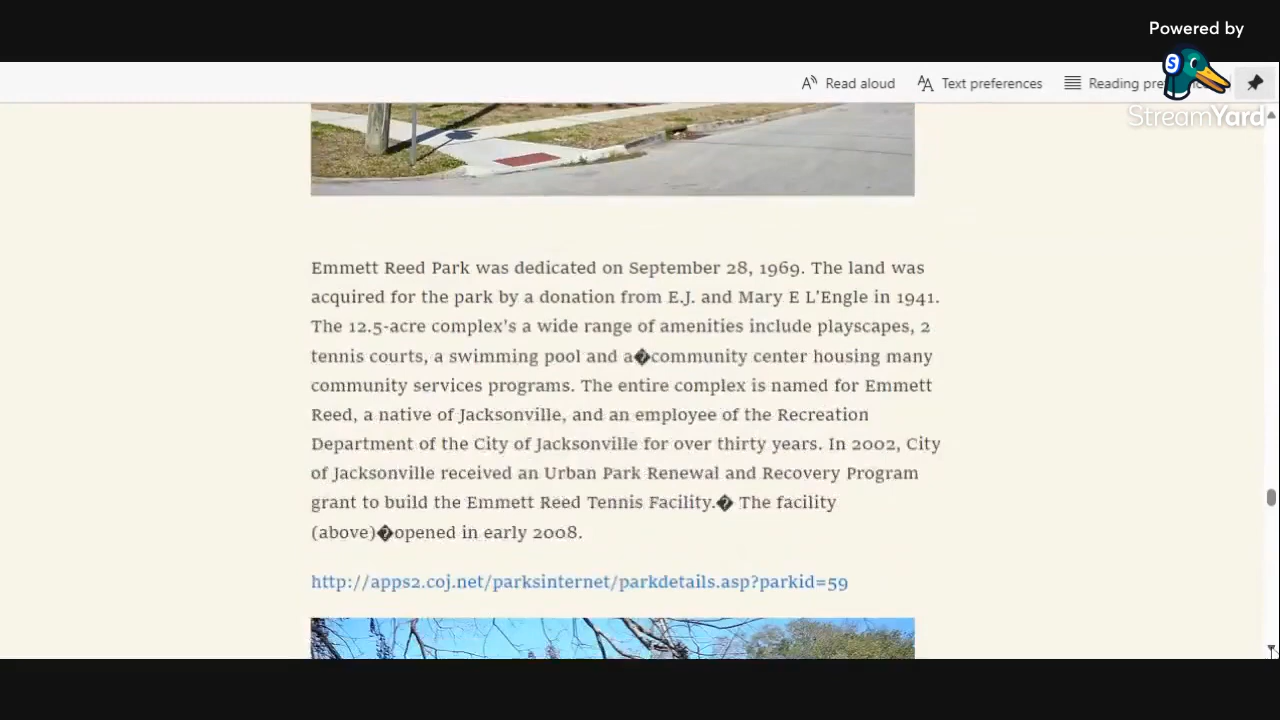 Powered by
Read aloud
Text preferences
Reading
S
StreamYard
Emmett Reed Park was dedicated on September 28, 1969. The land was
acquired for the park by a donation from E.J. and Mary E L'Engle in 1941.
The 12.5-acre complex's a wide range of amenities include playscapes, 2
tennis courts, a swimming pool and a�community center housing many
community services programs. The entire complex is named for Emmett
Reed, a native of Jacksonville, and an employee of the Recreation
Department of the City of Jacksonville for over thirty years. In 2002, City
of Jacksonville received an Urban Park Renewal and Recovery Program
grant to build the Emmett Reed Tennis Facility.� The facility
(above)�opened in early 2008.
http://apps2.coj.net/parksinternet/parkdetails.asp?parkid=59